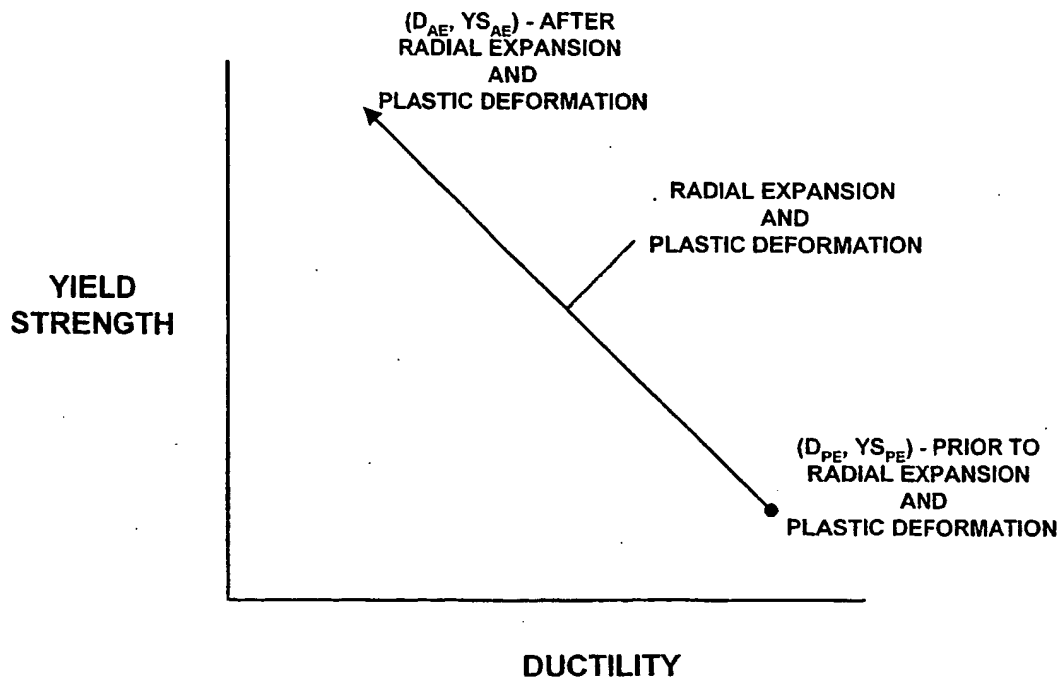 (D_AE, YS_AE) - AFTER
RADIAL EXPANSION
AND
PLASTIC DEFORMATION
RADIAL EXPANSION
AND
PLASTIC DEFORMATION
YIELD
STRENGTH
(D_PE, YS_PE) - PRIOR TO
RADIAL EXPANSION
AND
PLASTIC DEFORMATION
DUCTILITY